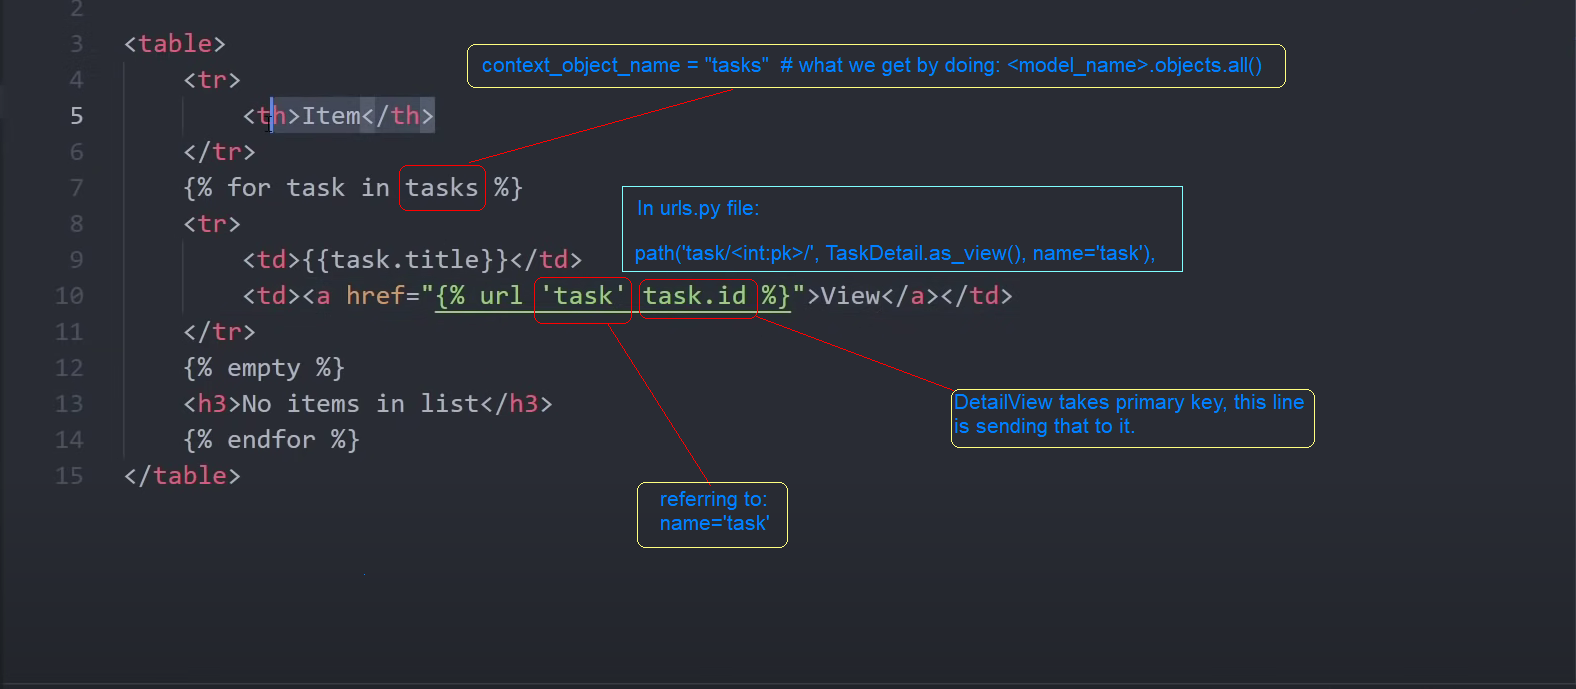 2
3 <table>
context_object_name = "tasks" # what we get by doing: <model_name>.objects.all()
4 <tr>
5 <th>Item</th>
6 </tr>
7 {% for task in tasks %}
In urls.py file:
8 <tr>
path('task/<int:pk>/', TaskDetail.as_view(), name='task'),
9 <td>{{task.title}}</td>
10 <td><a href="{% url 'task' task.id %}">View</a></td>
11 </tr>
12 {% empty %}
13 <h3>No items in list</h3>
DetailView takes primary key, this line
is sending that to it.
14 {% endfor %}
15 </table>
referring to:
name='task'